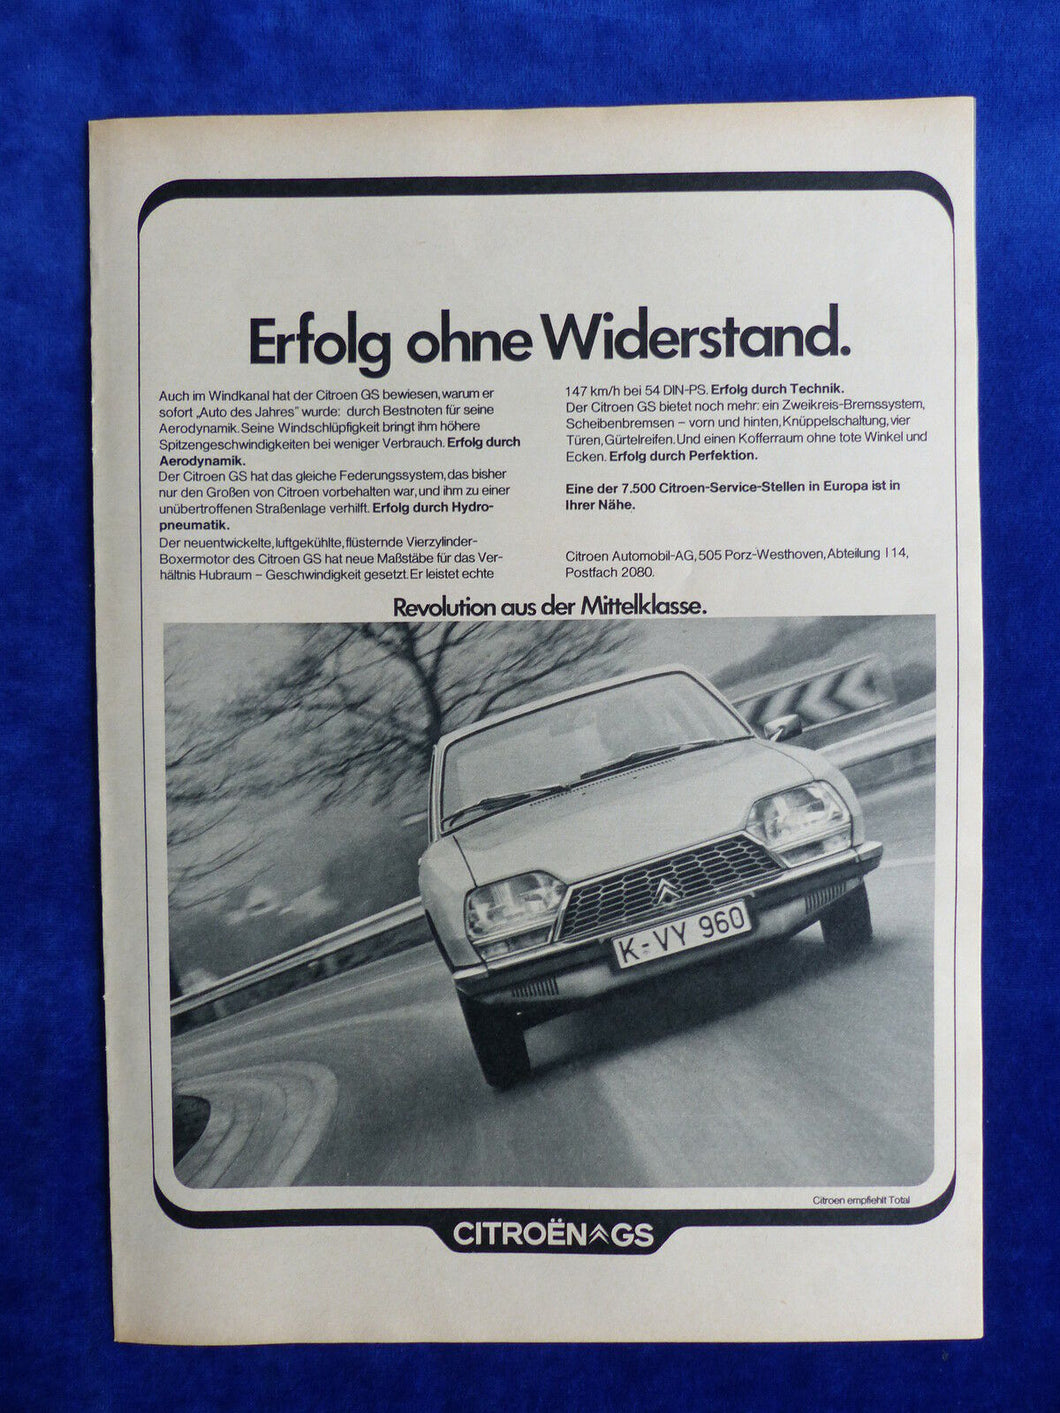 Erfolg ohne Widerstand.
Auch im Windkanal hat der Citroen GS bewiesen, warum er
sofort „Auto des Jahres" wurde: durch Bestnoten für seine
Aerodynamik. Seine Windschlüpfigkeit bringt ihm höhere
Spitzengeschwindigkeiten bei weniger Verbrauch. Erfolg durch
Aerodynamik.
Der Citroen GS hat das gleiche Federungssystem, das bisher
nur den Großen von Citroen vorbehalten war, und ihm zu einer
unübertroffenen Straßenlage verhilft. Erfolg durch Hydro-
pneumatik.
Der neuentwickelte, luftgekühlte, flüsternde Vierzylinder-
Boxermotor des Citroen GS hat neue Maßstäbe für das Ver-
hältnis Hubraum – Geschwindigkeit gesetzt. Er leistet echte
147 km/h bei 54 DIN-PS. Erfolg durch Technik.
Der Citroen GS bietet noch mehr: ein Zweikreis-Bremssystem,
Scheibenbremsen – vorn und hinten, Knüppelschaltung, vier
Türen, Gürtelreifen. Und einen Kofferraum ohne tote Winkel und
Ecken. Erfolg durch Perfektion.
Eine der 7.500 Citroen-Service-Stellen in Europa ist in
Ihrer Nähe.
Citroen Automobil-AG, 505 Porz-Westhoven, Abteilung I 14,
Postfach 2080.
Revolution aus der Mittelklasse.
K-VY 960
Citroen empfiehlt Total
CITROËN GS